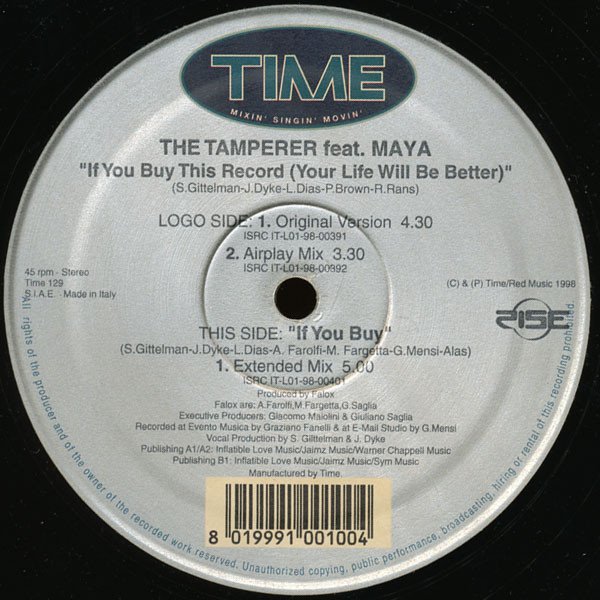 TIME
MIXIN' SINGIN' MOVIN'
THE TAMPERER feat. MAYA
"If You Buy This Record (Your Life Will Be Better)"
(S.Gittelman-J.Dyke-L.Dias-P.Brown-R.Rans)
LOGO SIDE: 1. Original Version 4.30
ISRC IT-L01-98-00391
2. Airplay Mix 3.30
ISRC IT-L01-98-00392
45 rpm - Stereo
Time 129
S.I.A.E. - Made in Italy
(C) & (P) Time/Red Music 1998
RISE
THIS SIDE: "If You Buy"
(S.Gittelman-J.Dyke-L.Dias-A. Farolfi-M. Fargetta-G.Mensi-Alas)
1. Extended Mix 5.00
ISRC IT-L01-98-00401
Produced by Falox
Falox are: A.Farolfi,M.Fargetta,G.Saglia
Executive Producers: Giacomo Maiolini & Giuliano Saglia
Recorded at Evento Musica by Graziano Fanelli & at E-Mail Studio by G.Mensi
Vocal Production by S. Gilttelman & J. Dyke
Publishing A1/A2: Inflatible Love Music/Jaimz Music/Warner Chappell Music
Publishing B1: Inflatible Love Music/Jaimz Music/Sym Music
Manufactured by Time.
8 019991 001004
All rights of the producer and of the owner of the recorded work reserved. Unauthorized copying, public performance, broadcasting, hiring or rental of this recording prohibited.